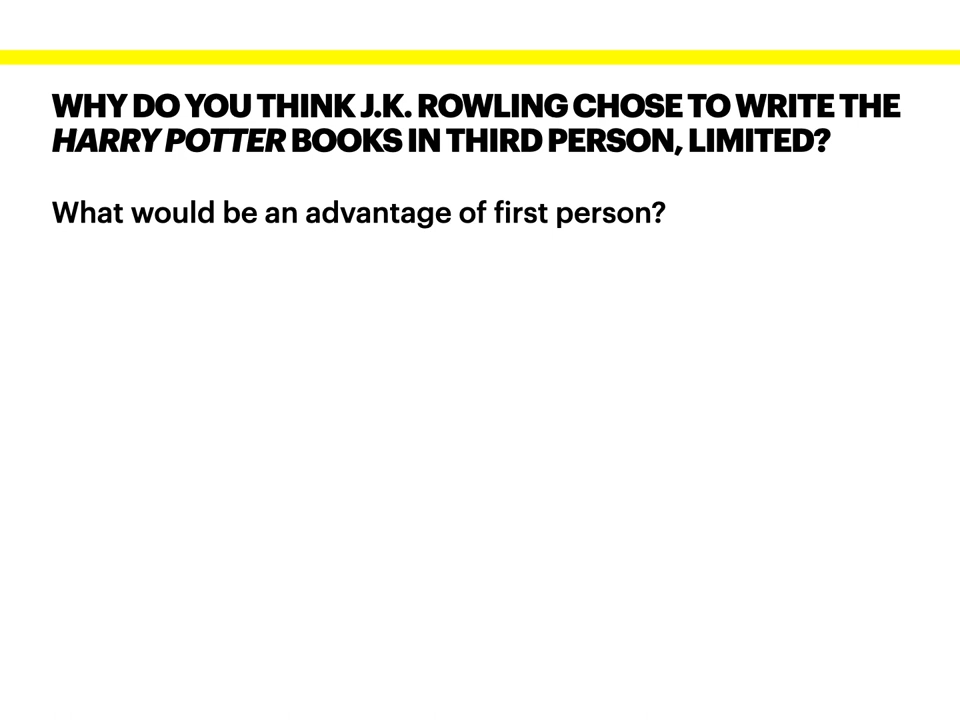 WHY DO YOU THINK J.K. ROWLING CHOSE TO WRITE THE
HARRY POTTER BOOKS IN THIRD PERSON, LIMITED?
What would be an advantage of first person?